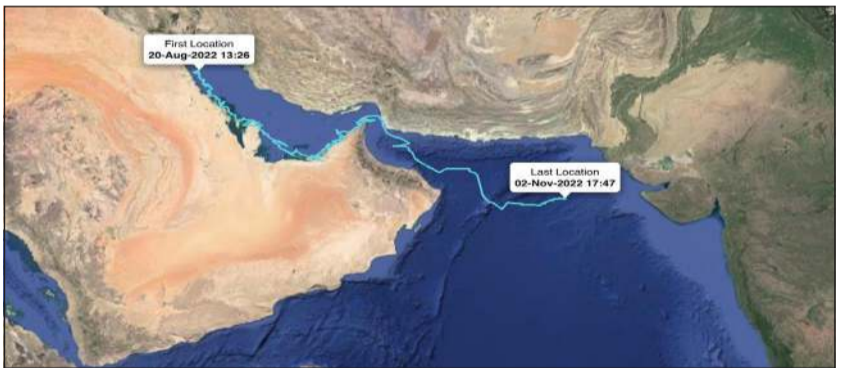 First Location
20-Aug-2022 13:26
Last Location
02-Nov-2022 17:47